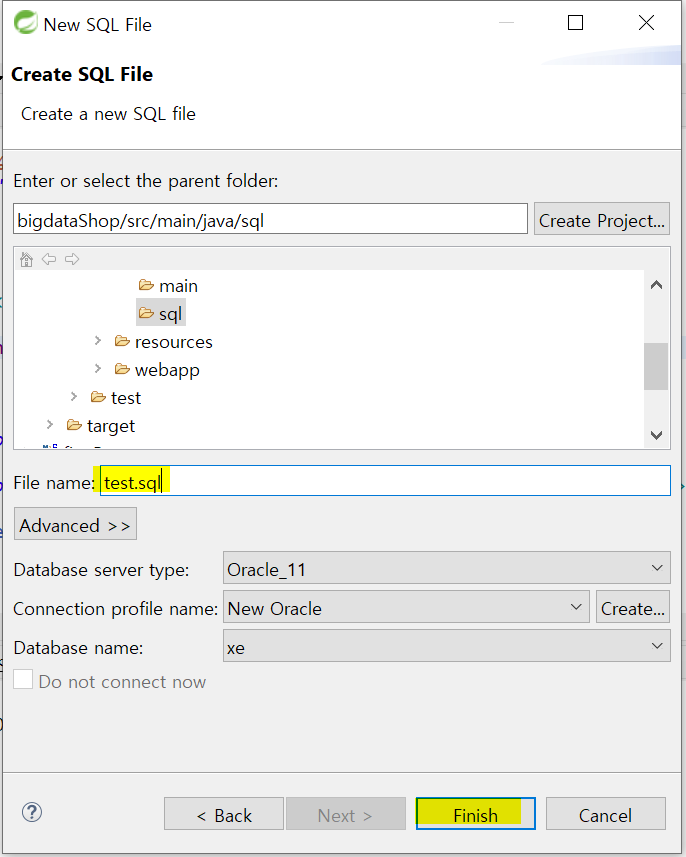 New SQL File
Create SQL File
Create a new SQL file
Enter or select the parent folder:
bigdataShop/src/main/java/sql
Create Project...
main
sql
resources
webapp
test
target
File name: test.sql
Advanced >>
Database server type: Oracle_11
Connection profile name: New Oracle Create...
Database name: xe
Do not connect now
? < Back Next > Finish Cancel